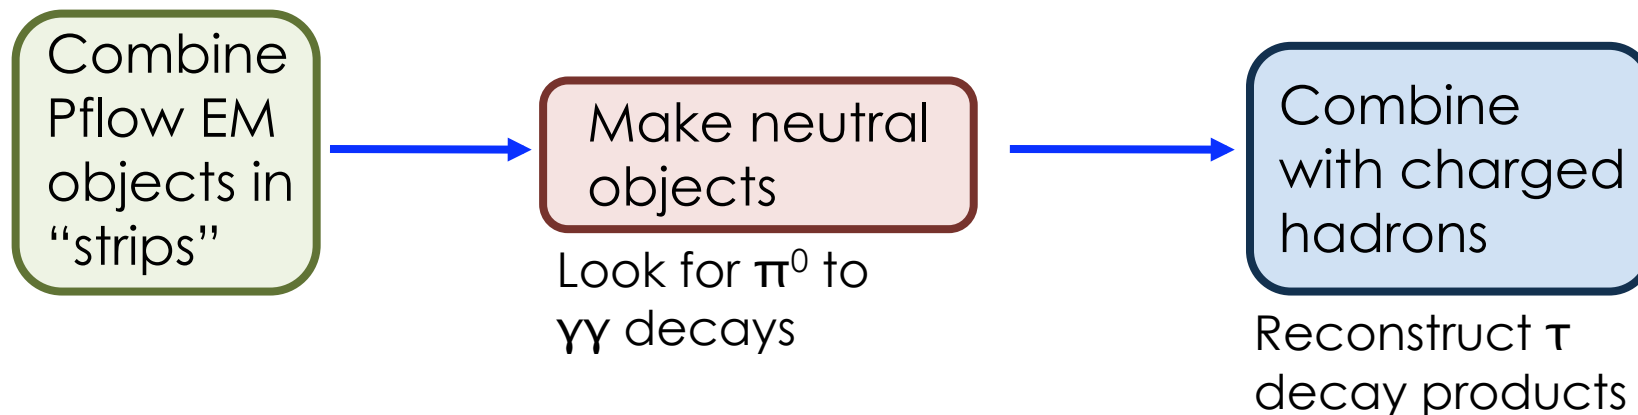 Combine
Pflow EM
objects in
“strips”
Make neutral
objects
Look for π⁰ to
γγ decays
Combine
with charged
hadrons
Reconstruct τ
decay products